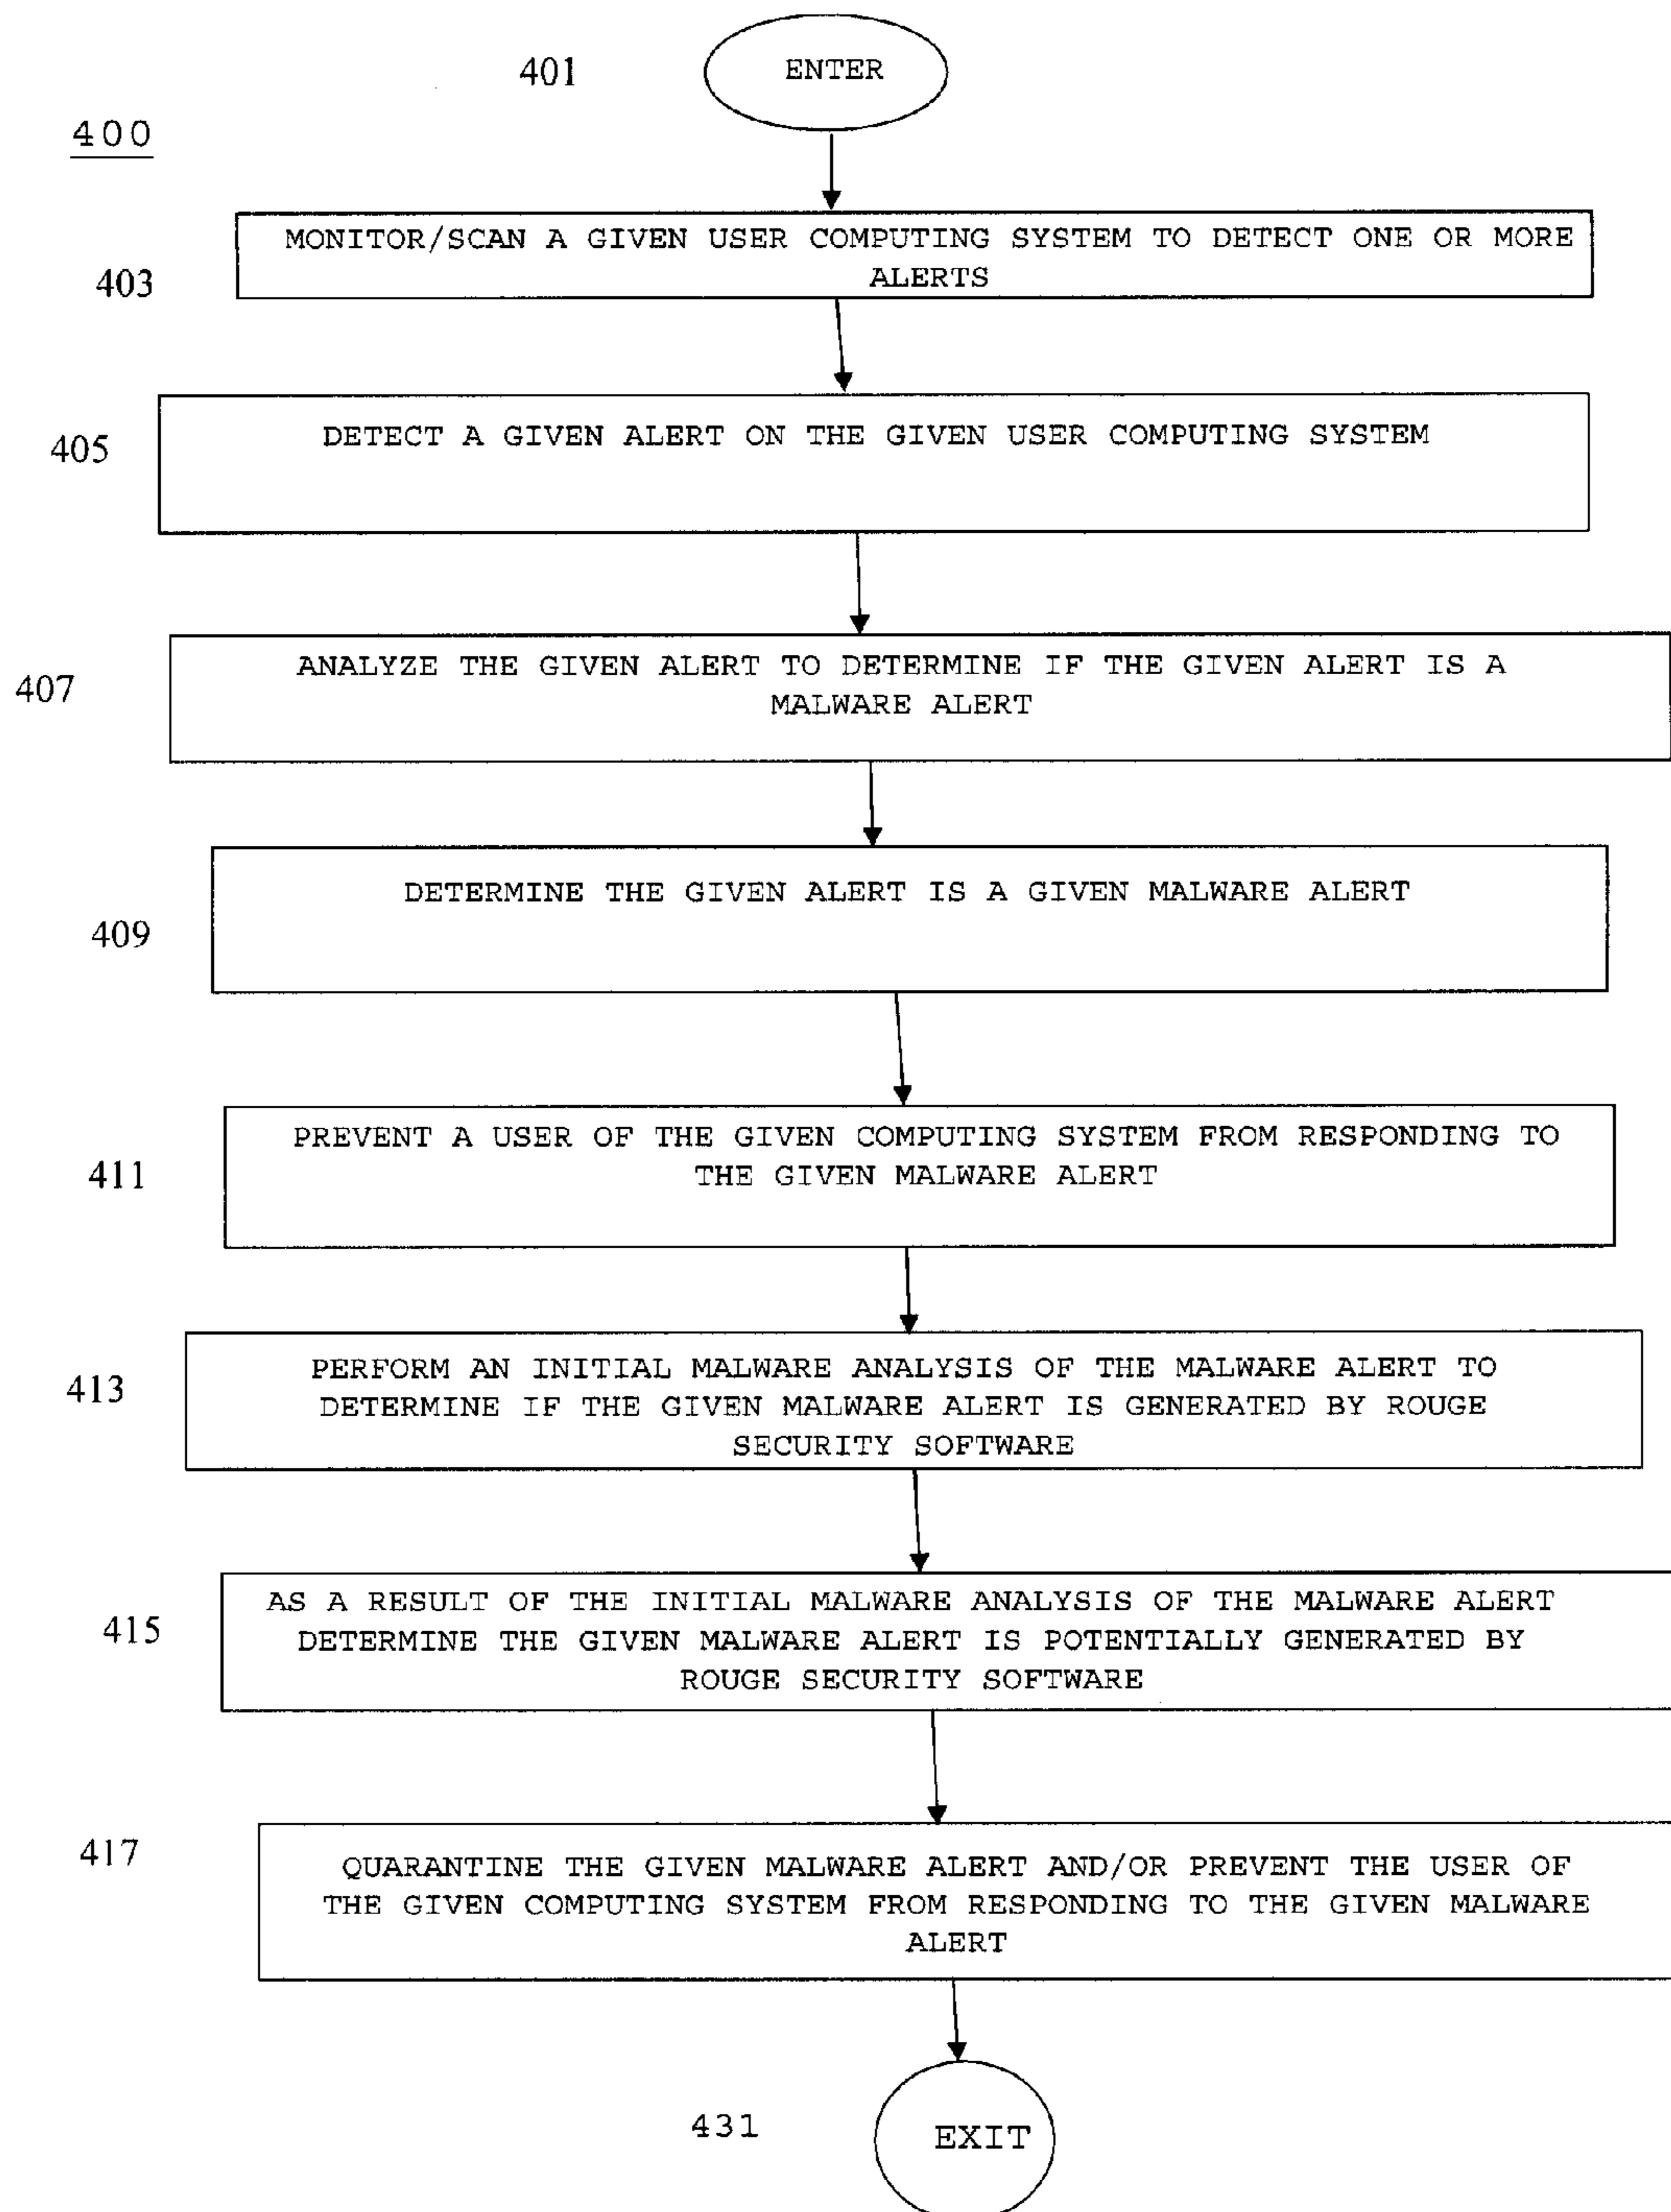 401
ENTER
400
MONITOR/SCAN A GIVEN USER COMPUTING SYSTEM TO DETECT ONE OR MORE
ALERTS
403
DETECT A GIVEN ALERT ON THE GIVEN USER COMPUTING SYSTEM
405
ANALYZE THE GIVEN ALERT TO DETERMINE IF THE GIVEN ALERT IS A
MALWARE ALERT
407
DETERMINE THE GIVEN ALERT IS A GIVEN MALWARE ALERT
409
PREVENT A USER OF THE GIVEN COMPUTING SYSTEM FROM RESPONDING TO
THE GIVEN MALWARE ALERT
411
PERFORM AN INITIAL MALWARE ANALYSIS OF THE MALWARE ALERT TO
DETERMINE IF THE GIVEN MALWARE ALERT IS GENERATED BY ROUGE
SECURITY SOFTWARE
413
AS A RESULT OF THE INITIAL MALWARE ANALYSIS OF THE MALWARE ALERT
DETERMINE THE GIVEN MALWARE ALERT IS POTENTIALLY GENERATED BY
ROUGE SECURITY SOFTWARE
415
417
QUARANTINE THE GIVEN MALWARE ALERT AND/OR PREVENT THE USER OF
THE GIVEN COMPUTING SYSTEM FROM RESPONDING TO THE GIVEN MALWARE
ALERT
431
EXIT